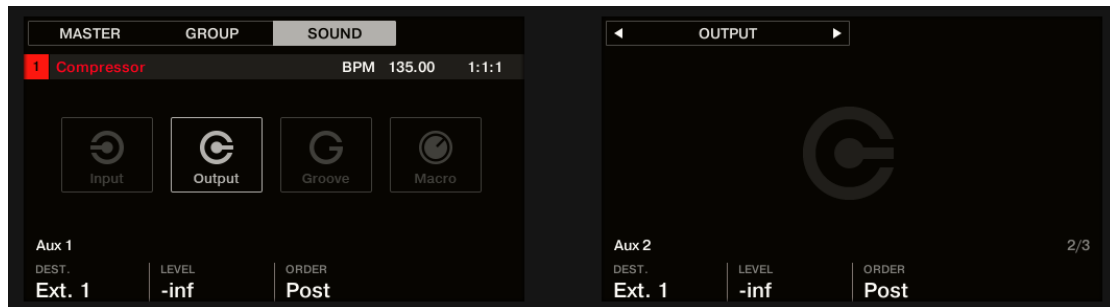 MASTER GROUP SOUND
1 Compressor BPM 135.00 1:1:1
Input Output Groove Macro
Aux 1
DEST. LEVEL ORDER
Ext. 1 -inf Post
◀ OUTPUT ▶
Aux 2 2/3
DEST. LEVEL ORDER
Ext. 1 -inf Post